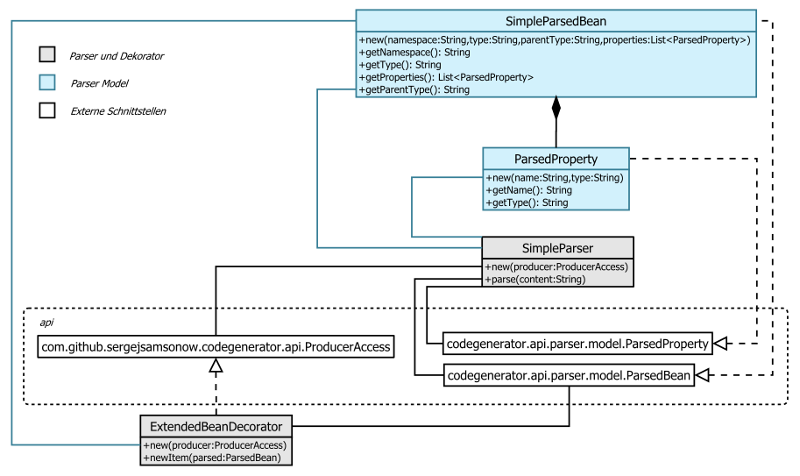 SimpleParsedBean
+new(namespace:String,type:String,parentType:String,properties:List<ParsedProperty>)
+getNamespace(): String
+getType(): String
+getProperties(): List<ParsedProperty>
+getParentType(): String
Parser und Dekorator
Parser Model
Externe Schnittstellen
ParsedProperty
+new(name:String,type:String)
+getName(): String
+getType(): String
SimpleParser
+new(producer:ProducerAccess)
+parse(content:String)
api
com.github.sergejsamsonow.codegenerator.api.ProducerAccess
codegenerator.api.parser.model.ParsedProperty
codegenerator.api.parser.model.ParsedBean
ExtendedBeanDecorator
+new(producer:ProducerAccess)
+newItem(parsed:ParsedBean)